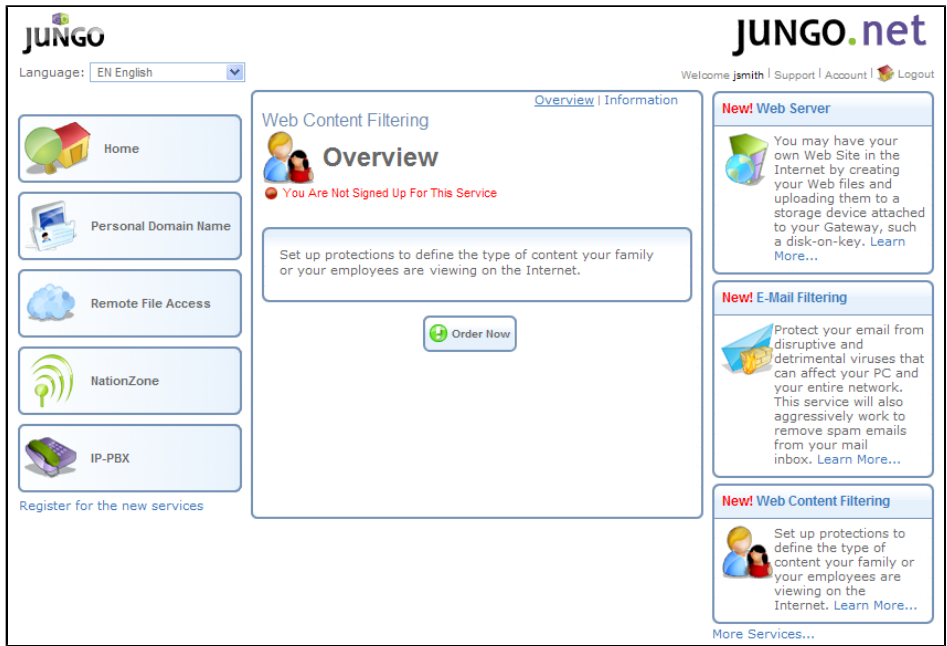 JUNGO
JUNGO.net
Language: EN English
Welcome jsmith | Support | Account | Logout
Home
Personal Domain Name
Remote File Access
NationZone
IP-PBX
Register for the new services
Overview | Information
Web Content Filtering
Overview
You Are Not Signed Up For This Service
Set up protections to define the type of content your family
or your employees are viewing on the Internet.
Order Now
New! Web Server
You may have your
own Web Site in the
Internet by creating
your Web files and
uploading them to a
storage device attached
to your Gateway, such
a disk-on-key. Learn
More...
New! E-Mail Filtering
Protect your email from
disruptive and
detrimental viruses that
can affect your PC and
your entire network.
This service will also
aggressively work to
remove spam emails
from your mail
inbox. Learn More...
New! Web Content Filtering
Set up protections to
define the type of
content your family or
your employees are
viewing on the
Internet. Learn More...
More Services...